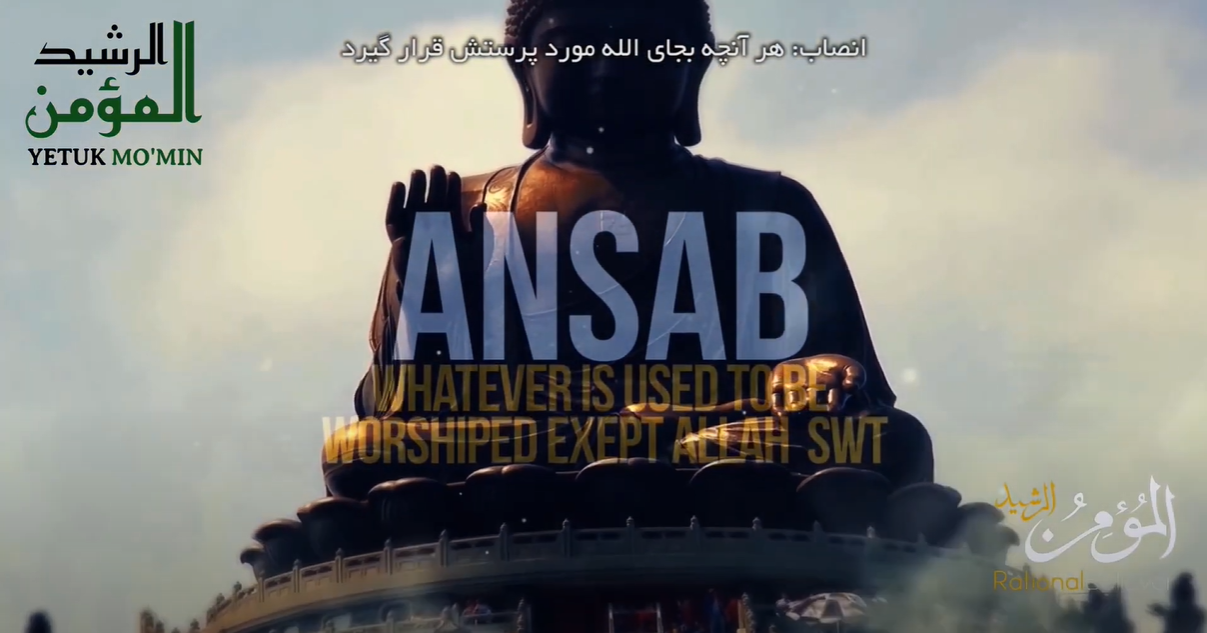 انصاب: هر آنچه بجای الله مورد پرستش قرار گیرد
الرشيد
المؤمن
YETUK MO'MIN
ANSAB
WHATEVER IS USED TO BE
WORSHIPED EXEPT ALLAH SWT
الرشيد
المؤمن
Rational